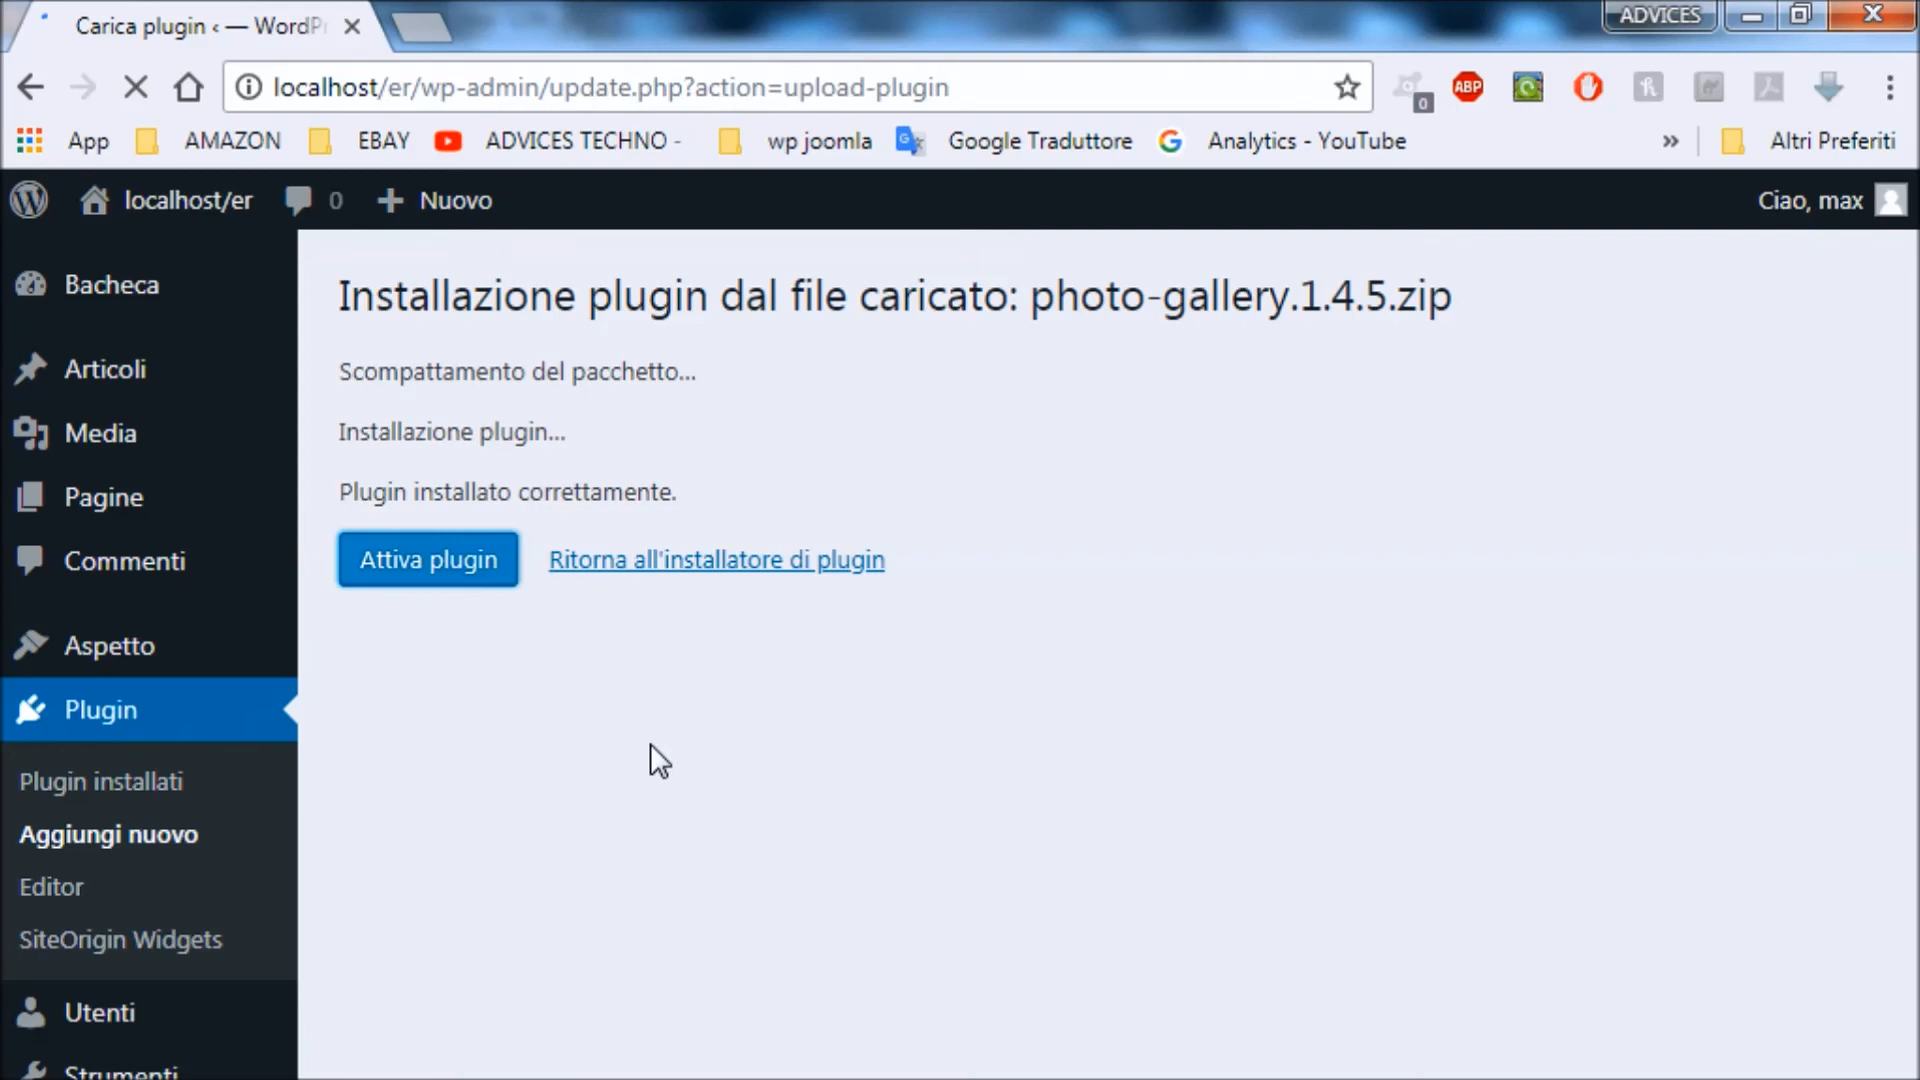 Carica plugin ‹ — WordPr
ADVICES
localhost/er/wp-admin/update.php?action=upload-plugin
0
ABP
App
AMAZON
EBAY
ADVICES TECHNO -
wp joomla
Google Traduttore
Analytics - YouTube
»
Altri Preferiti
localhost/er
0
Nuovo
Ciao, max
Bacheca
Articoli
Media
Pagine
Commenti
Aspetto
Plugin
Plugin installati
Aggiungi nuovo
Editor
SiteOrigin Widgets
Utenti
Strumenti
Installazione plugin dal file caricato: photo-gallery.1.4.5.zip
Scompattamento del pacchetto...
Installazione plugin...
Plugin installato correttamente.
Attiva plugin
Ritorna all'installatore di plugin